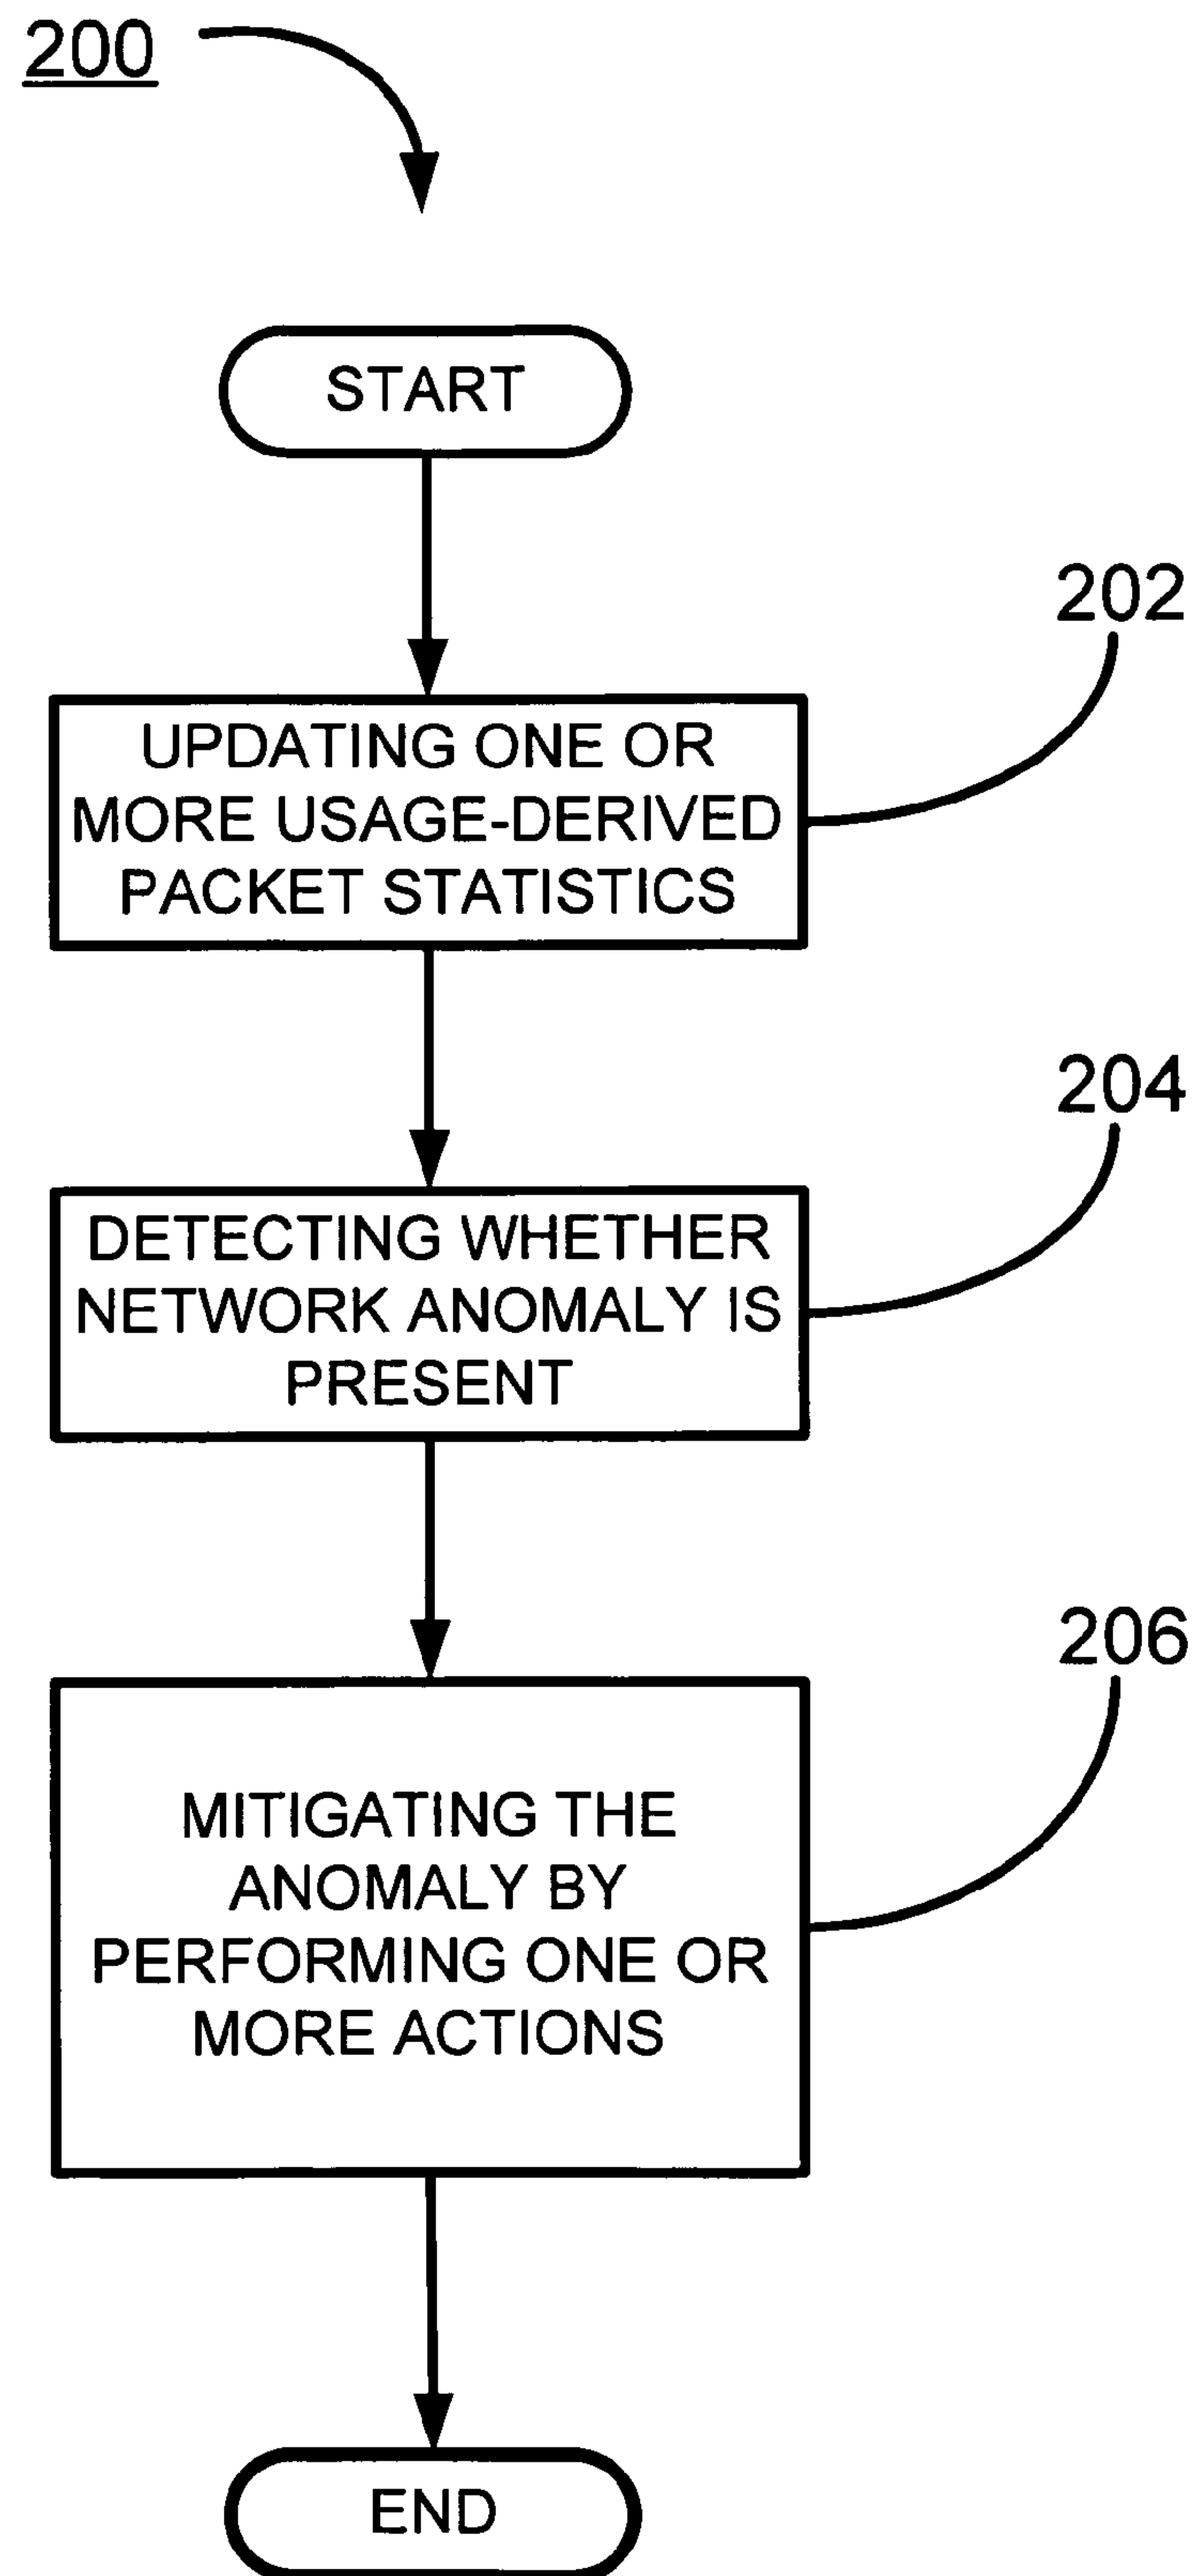 200
START
202
UPDATING ONE OR
MORE USAGE-DERIVED
PACKET STATISTICS
204
DETECTING WHETHER
NETWORK ANOMALY IS
PRESENT
206
MITIGATING THE
ANOMALY BY
PERFORMING ONE OR
MORE ACTIONS
END